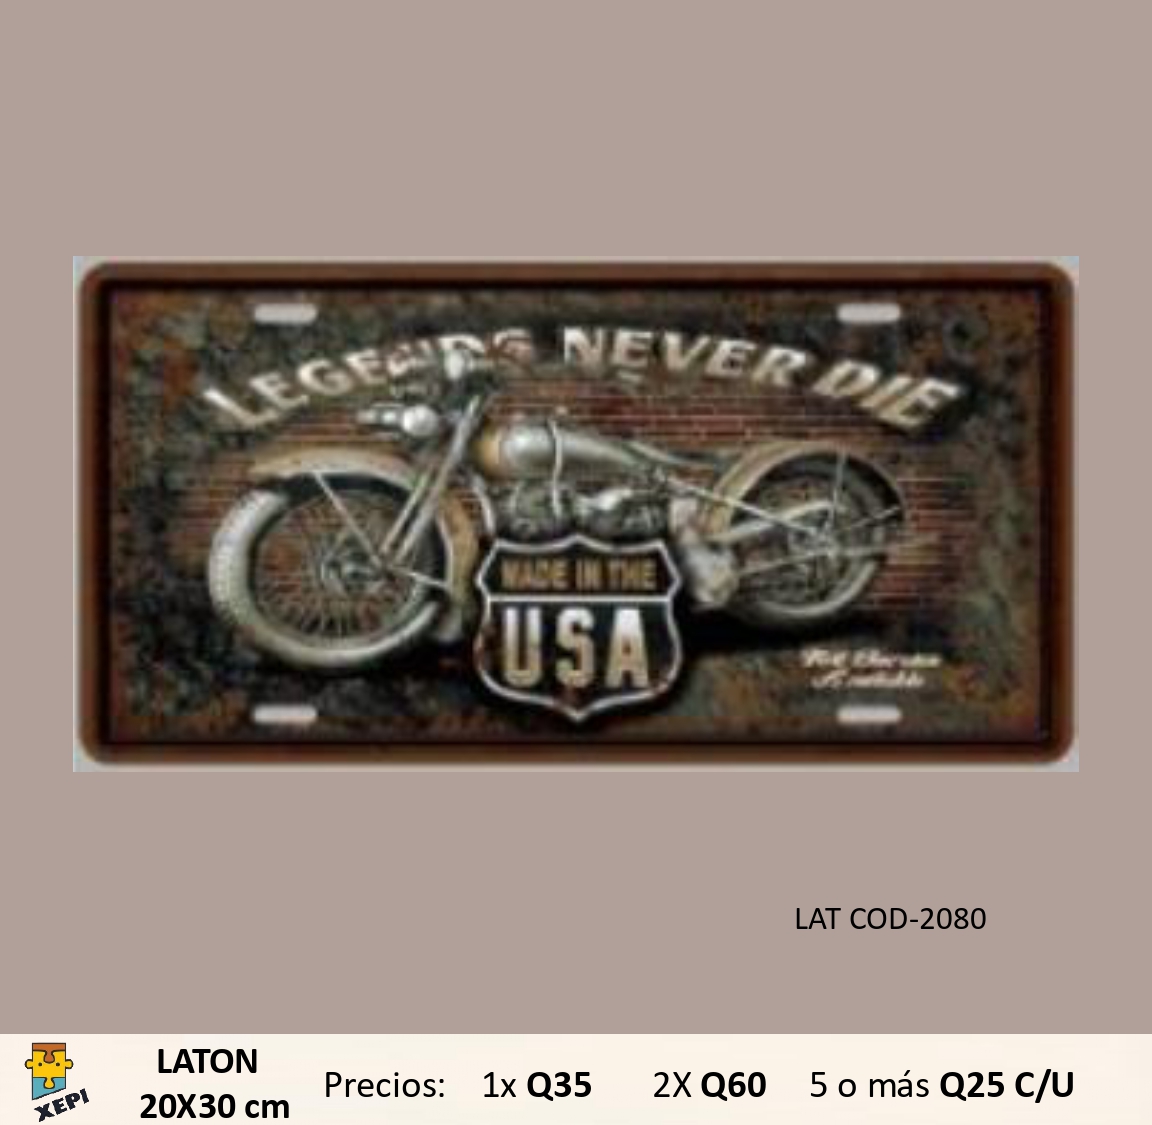 LEGENDS NEVER DIE
MADE IN THE
USA
LAT COD-2080
XEPI
LATON
20X30 cm
Precios: 1x Q35 2X Q60 5 o más Q25 C/U